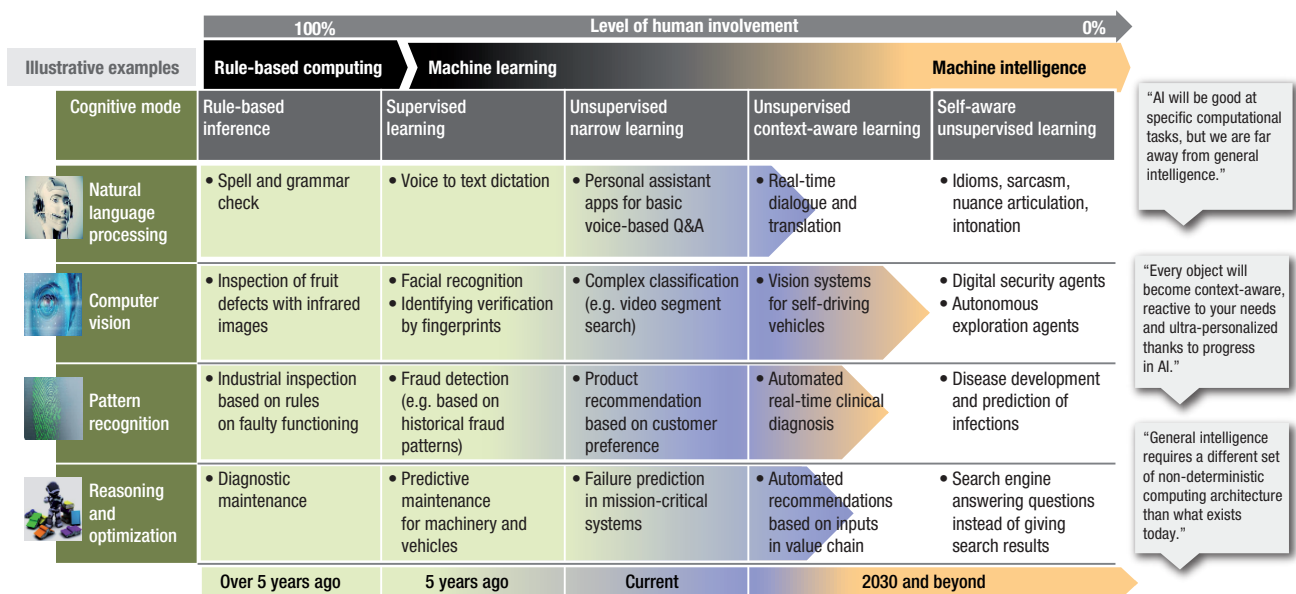 Level of human involvement
100%
0%
Illustrative examples
Rule-based computing
Machine learning
Machine intelligence
Cognitive mode
Rule-based
inference
Supervised
learning
Unsupervised
narrow learning
Unsupervised
context-aware learning
Self-aware
unsupervised learning
Natural
language
processing
• Spell and grammar
check
• Voice to text dictation
• Personal assistant
apps for basic
voice-based Q&A
• Real-time
dialogue and
translation
• Idioms, sarcasm,
nuance articulation,
intonation
Computer
vision
• Inspection of fruit
defects with infrared
images
• Facial recognition
• Identifying verification
by fingerprints
• Complex classification
(e.g. video segment
search)
• Vision systems
for self-driving
vehicles
• Digital security agents
• Autonomous
exploration agents
Pattern
recognition
• Industrial inspection
based on rules
on faulty functioning
• Fraud detection
(e.g. based on
historical fraud
patterns)
• Product
recommendation
based on customer
preference
• Automated
real-time clinical
diagnosis
• Disease development
and prediction of
infections
Reasoning
and
optimization
• Diagnostic
maintenance
• Predictive
maintenance
for machinery and
vehicles
• Failure prediction
in mission-critical
systems
• Automated
recommendations
based on inputs
in value chain
• Search engine
answering questions
instead of giving
search results
Over 5 years ago
5 years ago
Current
2030 and beyond
“AI will be good at
specific computational
tasks, but we are far
away from general
intelligence.”
“Every object will
become context-aware,
reactive to your needs
and ultra-personalized
thanks to progress
in AI.”
“General intelligence
requires a different set
of non-deterministic
computing architecture
than what exists
today.”